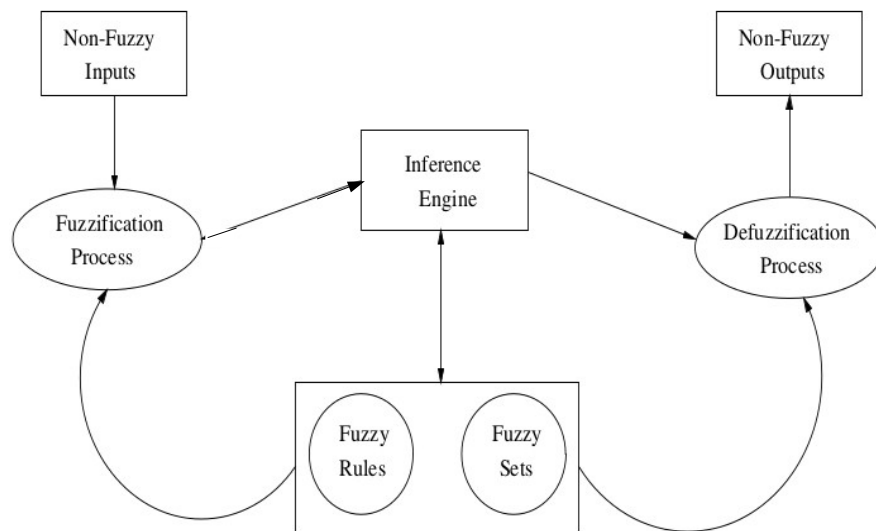 Non-Fuzzy
Inputs
Non-Fuzzy
Outputs
Inference
Engine
Fuzzification
Process
Defuzzification
Process
Fuzzy
Rules
Fuzzy
Sets